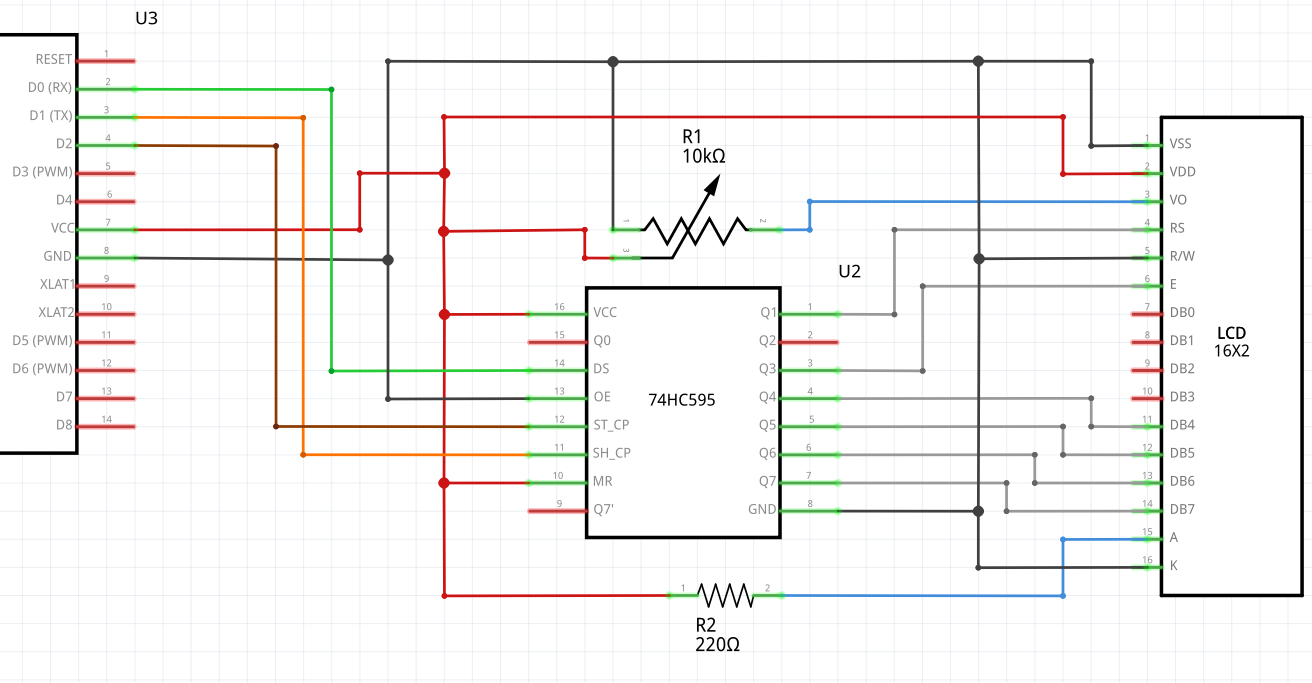 U3
RESET 1
D0 (RX) 2
D1 (TX) 3
D2 4
D3 (PWM) 5
D4 6
VCC 7
GND 8
XLAT1 9
XLAT2 10
D5 (PWM) 11
D6 (PWM) 12
D7 13
D8 14
R1
10kΩ
1 2
3
U2
16 VCC Q1 1
15 Q0 Q2 2
14 DS Q3 3
13 OE Q4 4
74HC595
12 ST_CP Q5 5
11 SH_CP Q6 6
10 MR Q7 7
9 Q7' GND 8
1 2
R2
220Ω
1 VSS
2 VDD
3 VO
4 RS
5 R/W
6 E
7 DB0
8 DB1
9 DB2
10 DB3
11 DB4
12 DB5
13 DB6
14 DB7
15 A
16 K
LCD
16X2